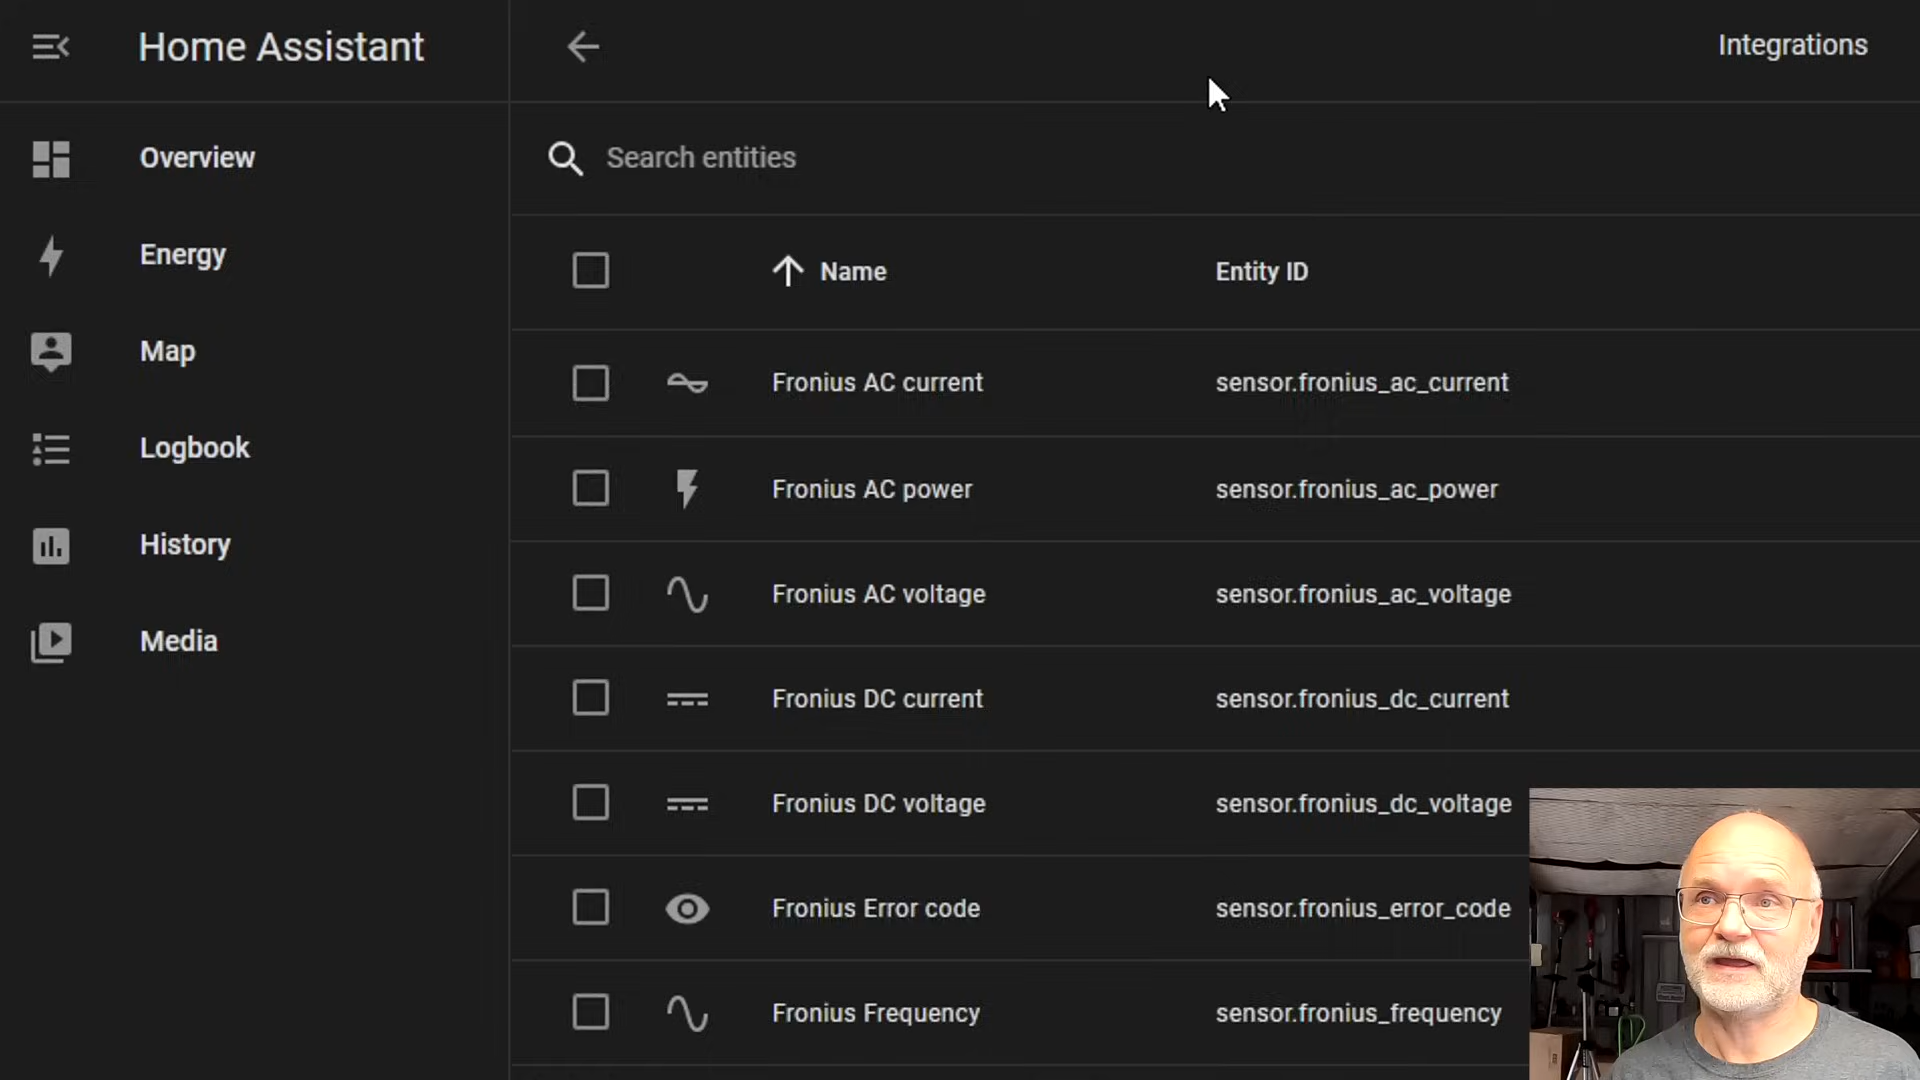 Home Assistant
Integrations
Overview
Energy
Map
Logbook
History
Media
Search entities
Name Entity ID
Fronius AC current sensor.fronius_ac_current
Fronius AC power sensor.fronius_ac_power
Fronius AC voltage sensor.fronius_ac_voltage
Fronius DC current sensor.fronius_dc_current
Fronius DC voltage sensor.fronius_dc_voltage
Fronius Error code sensor.fronius_error_code
Fronius Frequency sensor.fronius_frequency